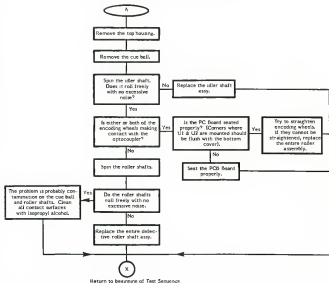 A
Remove the top housing.
Remove the cue ball.
Spin the roller shafts.
Does it roll freely
with no excessive
noise?
No
Replace the roller shaft
assy.
Yes
Is either or both of the
encoding wheels making
contact with the
optocoupler?
Yes
Is the PC Board seated
properly? (Corners where
U1 & U2 are mounted should
be flush with the bottom
cover).
Yes
Try to straighten
encoding wheels,
if they cannot be
straightened, replace
the entire roller
assembly.
No
No
Spin the roller shafts.
Seat the PCB Board
properly.
The problem is probably con-
tamination on the cue ball
and roller shafts. Clean
all contact surfaces
with isopropyl alcohol.
Yes
Do the roller shafts
roll freely with no
excessive noise.
No
Replace the entire defec-
tive roller shaft assy.
X
Return to beginning of Test Sequence